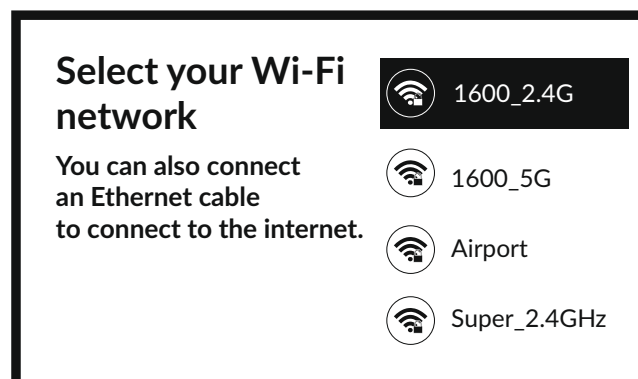 Select your Wi-Fi
network
You can also connect
an Ethernet cable
to connect to the internet.
1600_2.4G
1600_5G
Airport
Super_2.4GHz